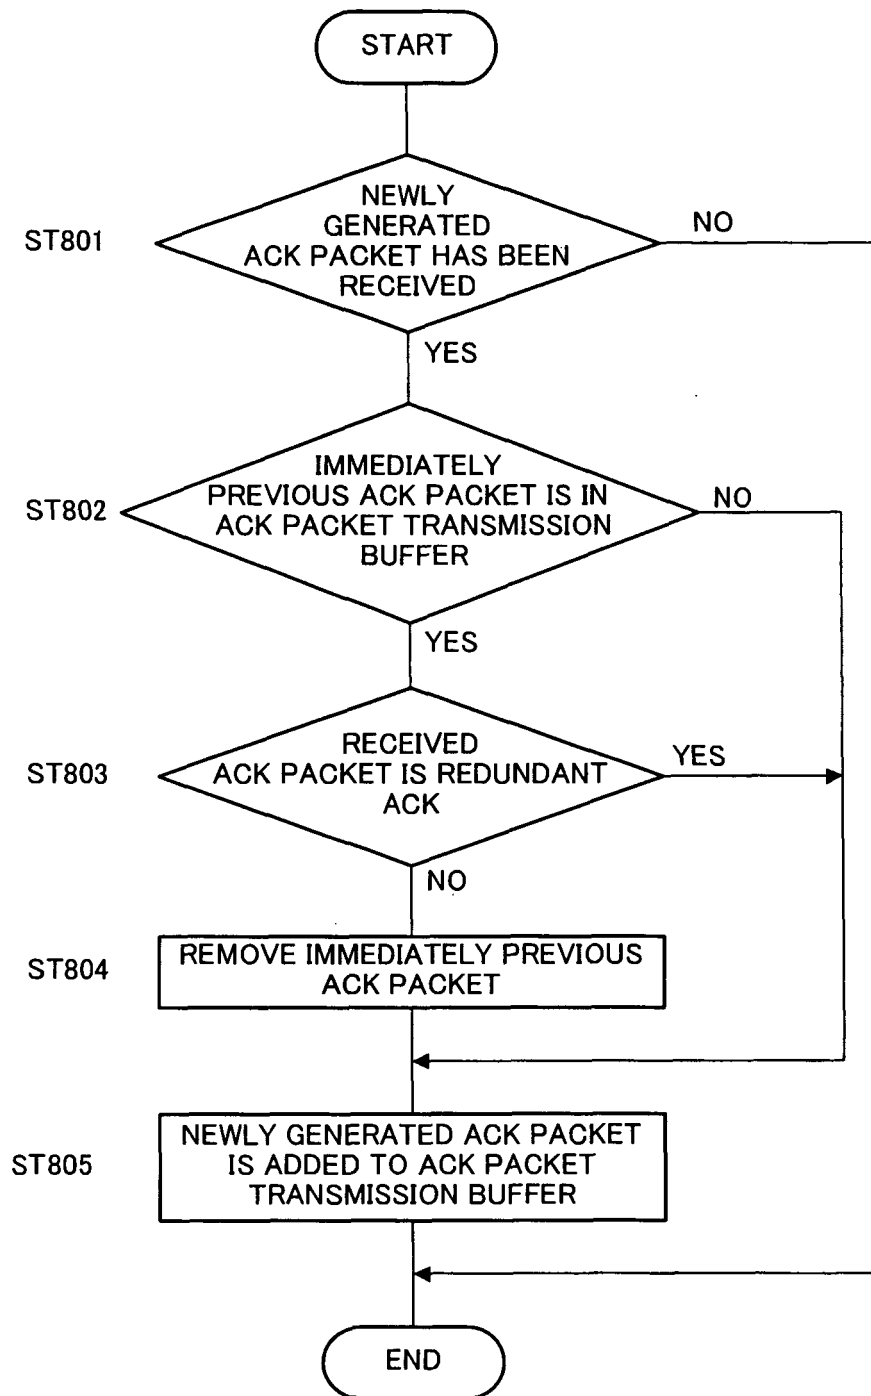 START
NEWLY
GENERATED
ACK PACKET HAS BEEN
RECEIVED
ST801
NO
YES
IMMEDIATELY
PREVIOUS ACK PACKET IS IN
ACK PACKET TRANSMISSION
BUFFER
ST802
NO
YES
RECEIVED
ACK PACKET IS REDUNDANT
ACK
ST803
YES
NO
REMOVE IMMEDIATELY PREVIOUS
ACK PACKET
ST804
NEWLY GENERATED ACK PACKET
IS ADDED TO ACK PACKET
TRANSMISSION BUFFER
ST805
END